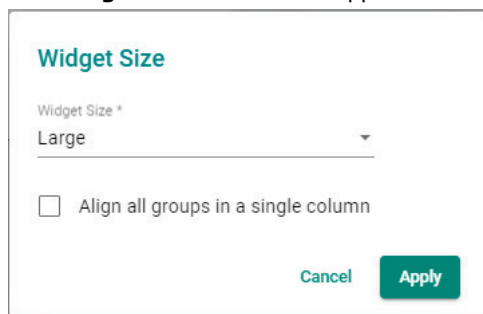 Widget Size
Widget Size *
Large
Align all groups in a single column
Cancel Apply